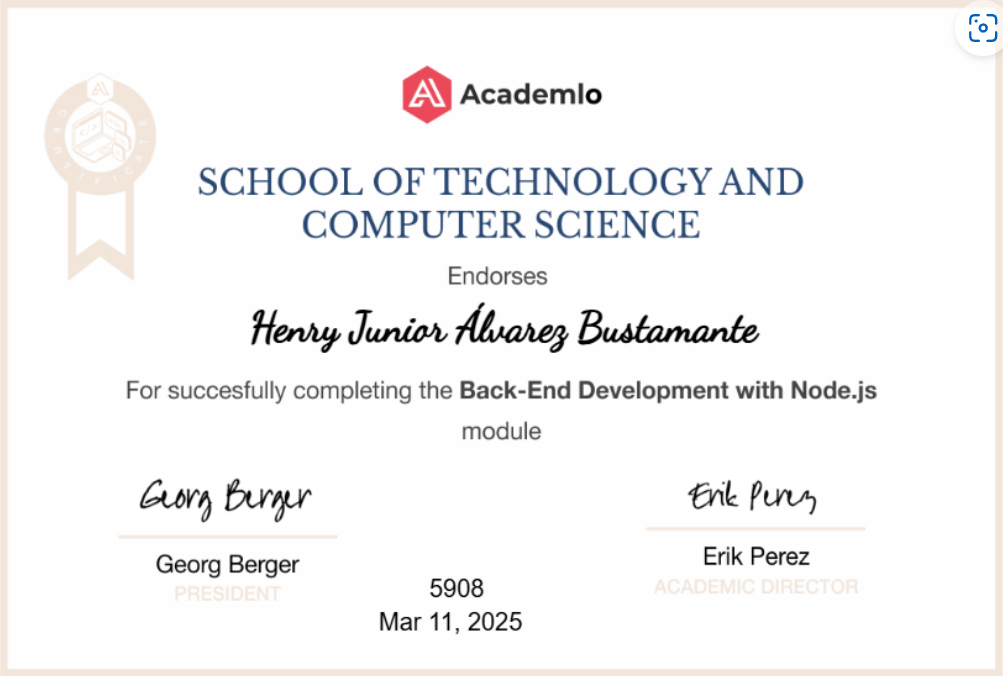 Academlo
CERTIFICATE
SCHOOL OF TECHNOLOGY AND
COMPUTER SCIENCE
Endorses
Henry Junior Álvarez Bustamante
For succesfully completing the Back-End Development with Node.js
module
Georg Berger
Erik Perez
Georg Berger
Erik Perez
PRESIDENT
ACADEMIC DIRECTOR
5908
Mar 11, 2025